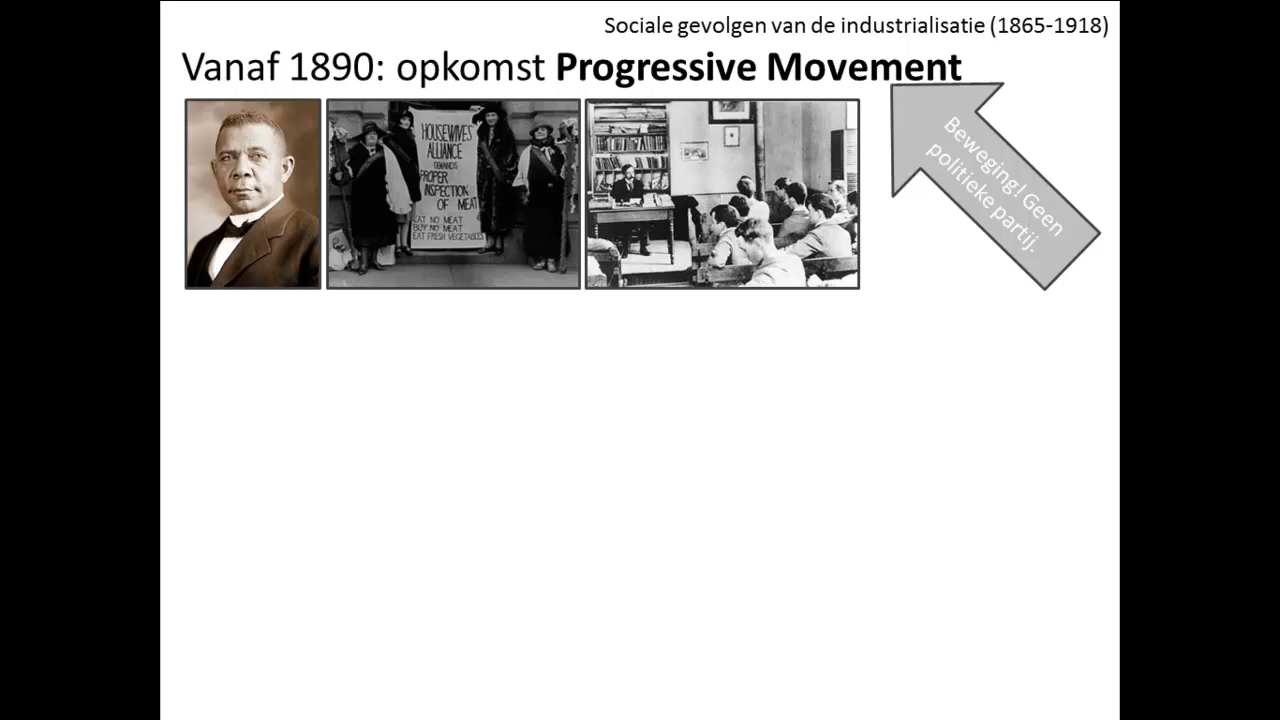 Sociale gevolgen van de industrialisatie (1865-1918)
Vanaf 1890: opkomst Progressive Movement
Beweging! Geen
politieke partij.
HOUSEWIVES'
ALLIANCE
DEMANDS
PROPER
INSPECTION
OF MEAT
EAT NO MEAT
BUY NO MEAT
EAT FRESH VEGETABLES